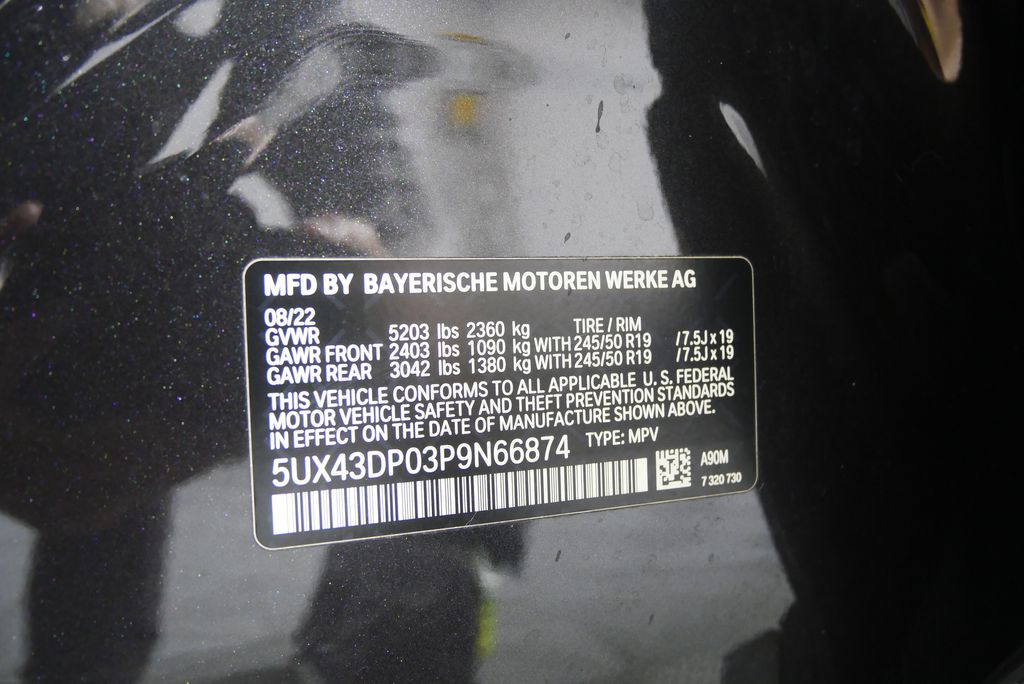 MFD BY BAYERISCHE MOTOREN WERKE AG
08/22
GVWR 5203 lbs 2360 kg TIRE / RIM
GAWR FRONT 2403 lbs 1090 kg WITH 245/50 R19 /7.5J x 19
GAWR REAR 3042 lbs 1380 kg WITH 245/50 R19 /7.5J x 19
THIS VEHICLE CONFORMS TO ALL APPLICABLE U. S. FEDERAL
MOTOR VEHICLE SAFETY AND THEFT PREVENTION STANDARDS
IN EFFECT ON THE DATE OF MANUFACTURE SHOWN ABOVE.
5UX43DP03P9N66874 TYPE: MPV
A90M
7 320 730